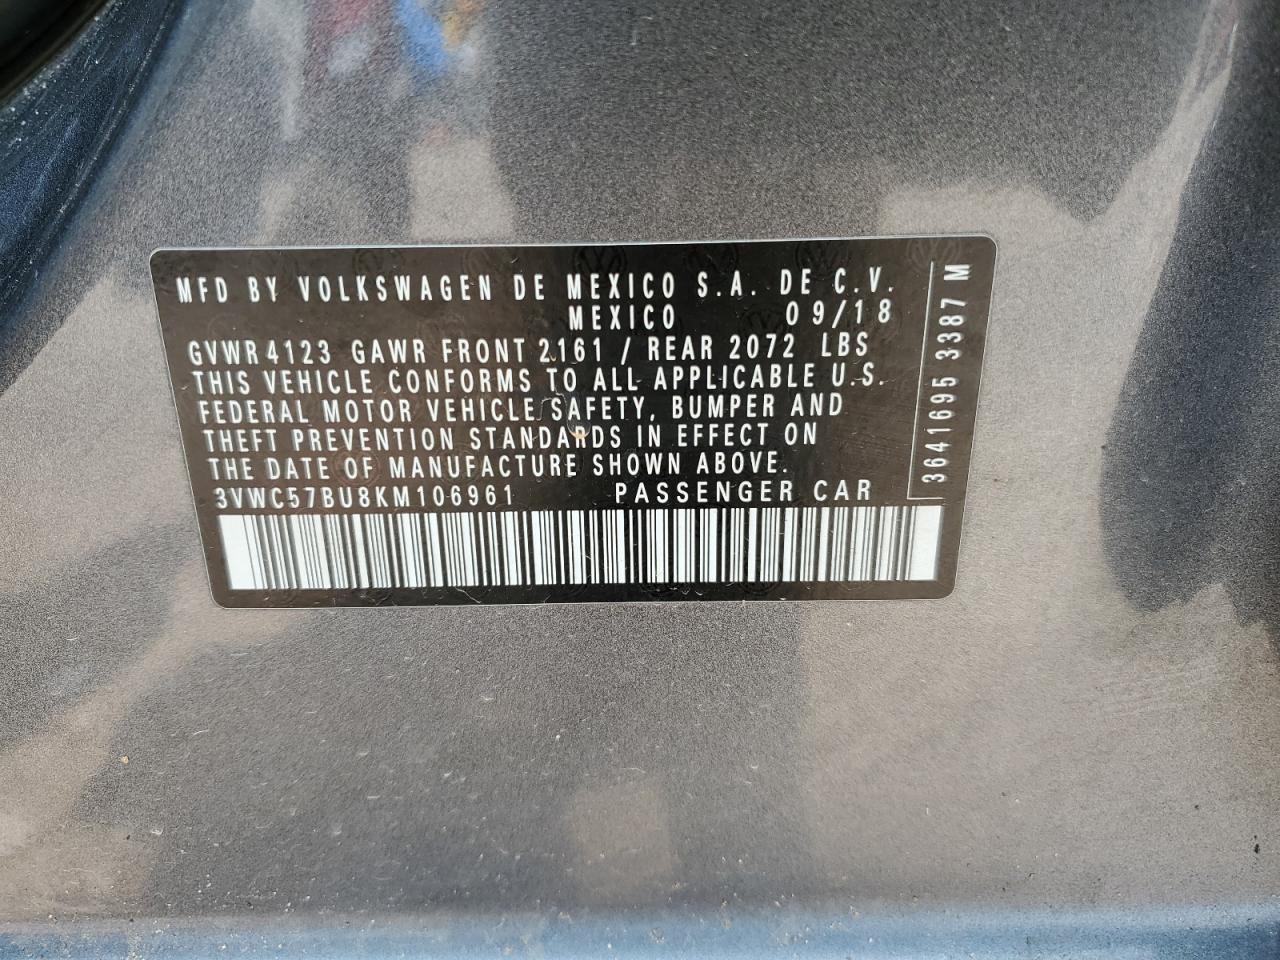 MFD BY VOLKSWAGEN DE MEXICO S.A. DE C.V.
MEXICO 09/18
GVWR 4123 GAWR FRONT 2161 / REAR 2072 LBS
THIS VEHICLE CONFORMS TO ALL APPLICABLE U.S.
FEDERAL MOTOR VEHICLE SAFETY, BUMPER AND
THEFT PREVENTION STANDARDS IN EFFECT ON
THE DATE OF MANUFACTURE SHOWN ABOVE.
3VWC57BU8KM106961 PASSENGER CAR
3641695 3387 M